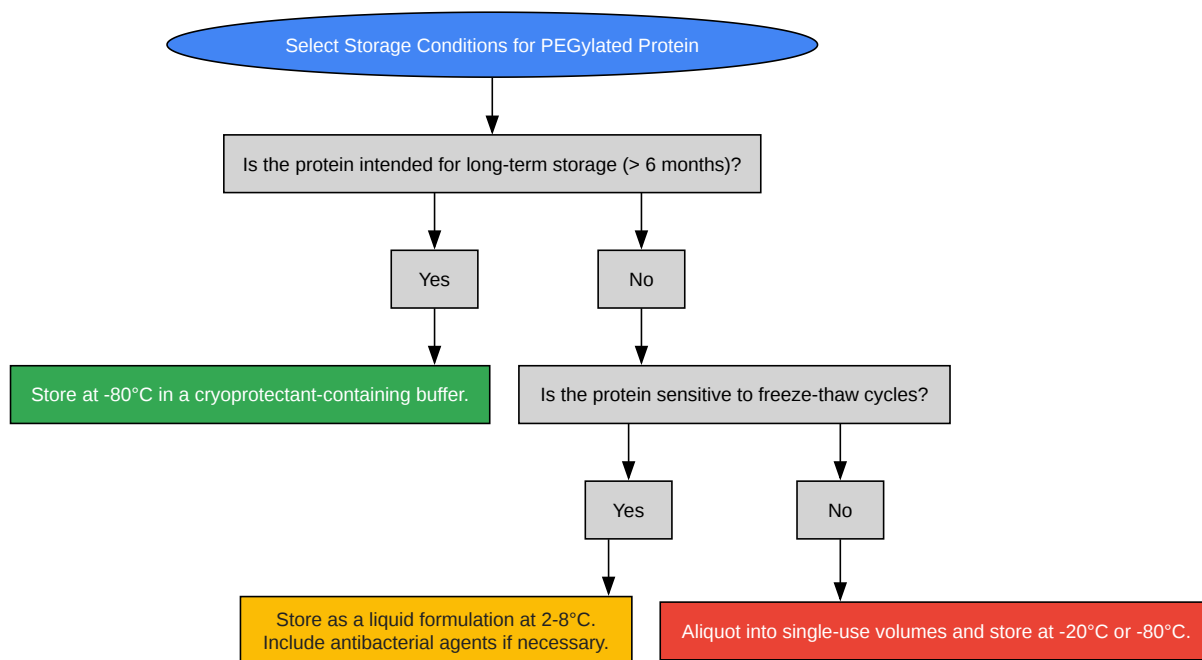 Select Storage Conditions for PEGylated Protein
Is the protein intended for long-term storage (> 6 months)?
Yes
No
Store at -80°C in a cryoprotectant-containing buffer.
Is the protein sensitive to freeze-thaw cycles?
Yes
No
Store as a liquid formulation at 2-8°C.
Include antibacterial agents if necessary.
Aliquot into single-use volumes and store at -20°C or -80°C.